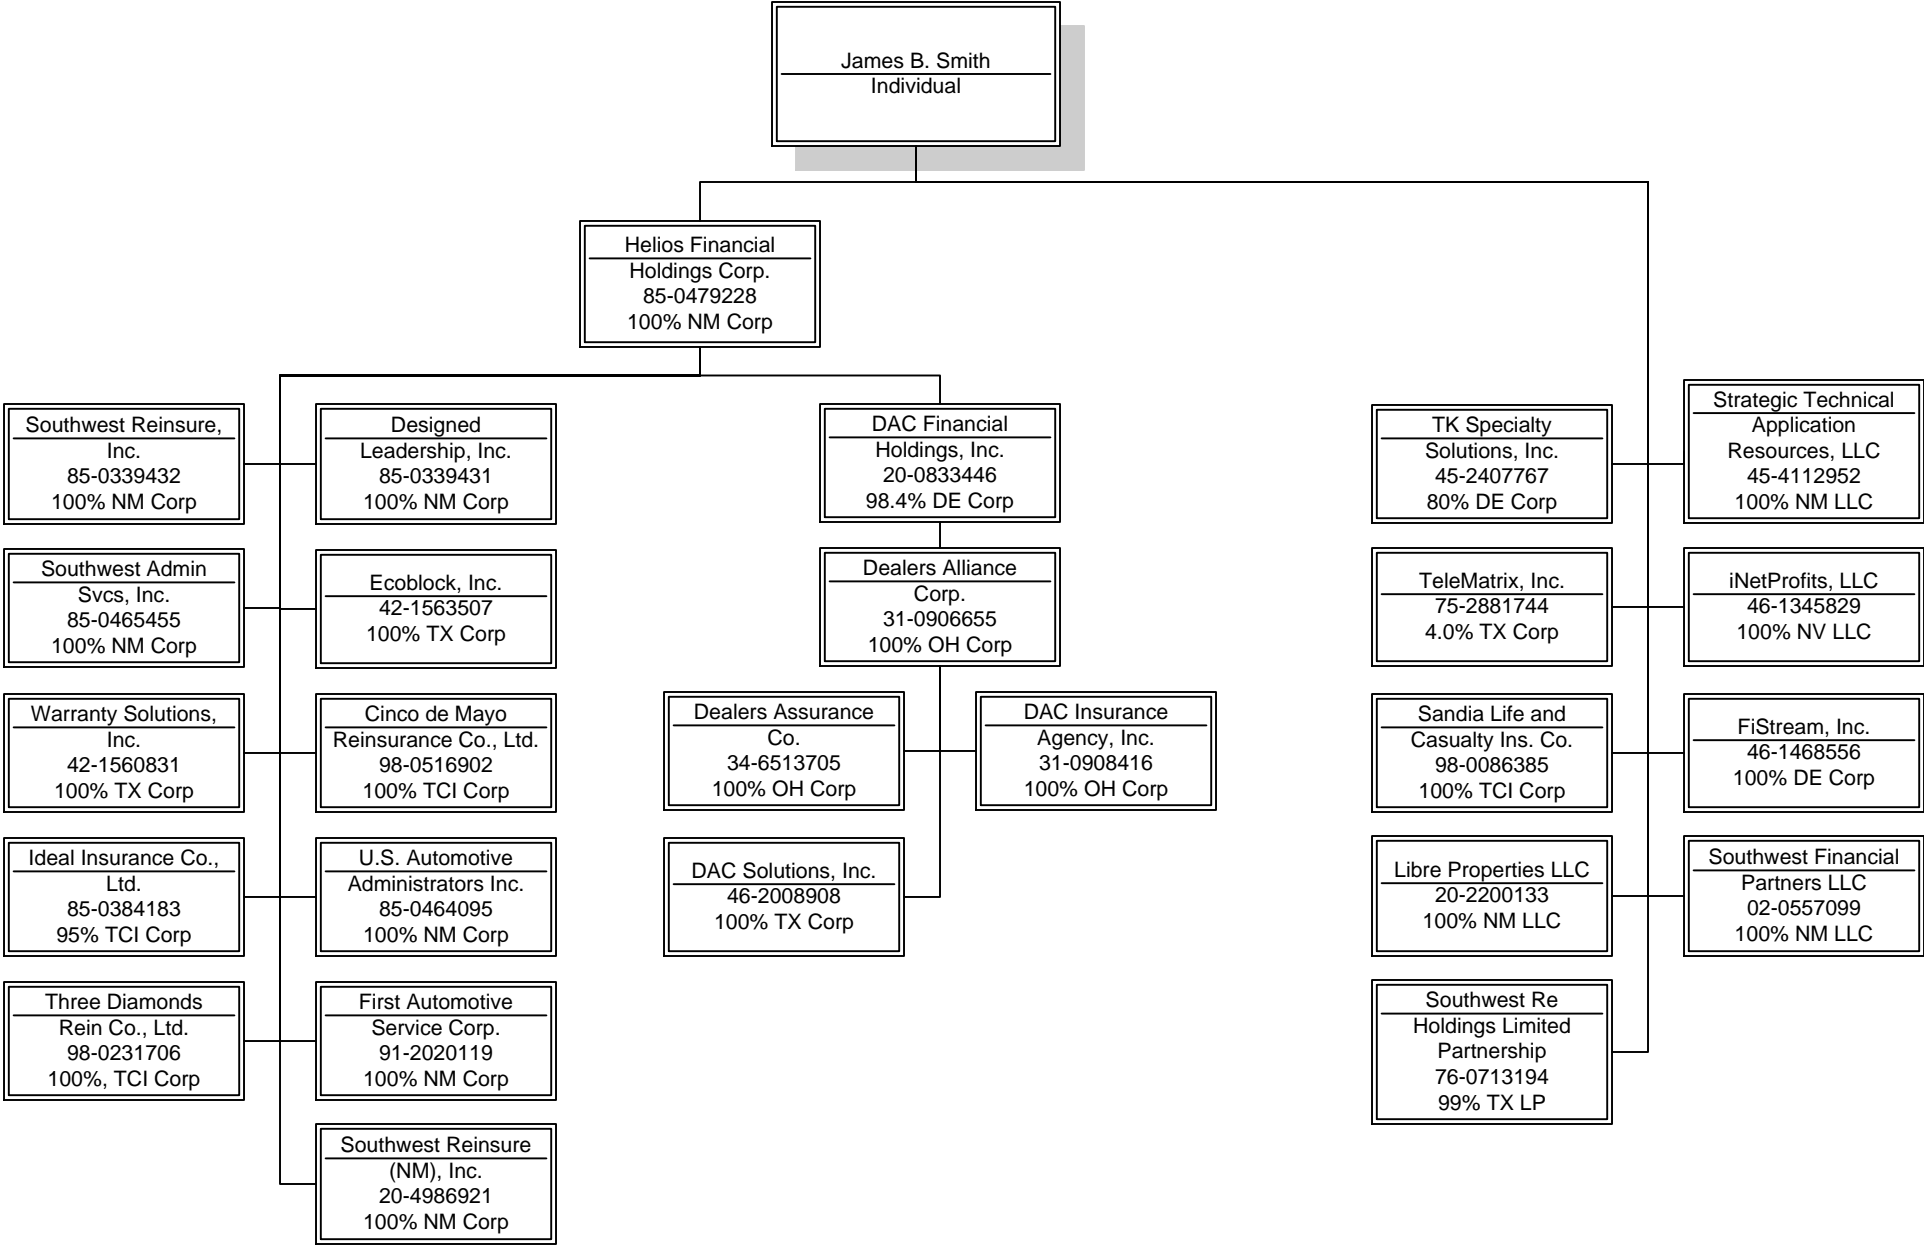 James B. Smith
Individual
Helios Financial
Holdings Corp.
85-0479228
100% NM Corp
Southwest Reinsure,
Inc.
85-0339432
100% NM Corp
Designed
Leadership, Inc.
85-0339431
100% NM Corp
Southwest Admin
Svcs, Inc.
85-0465455
100% NM Corp
Ecoblock, Inc.
42-1563507
100% TX Corp
Warranty Solutions,
Inc.
42-1560831
100% TX Corp
Cinco de Mayo
Reinsurance Co., Ltd.
98-0516902
100% TCI Corp
Ideal Insurance Co.,
Ltd.
85-0384183
95% TCI Corp
U.S. Automotive
Administrators Inc.
85-0464095
100% NM Corp
Three Diamonds
Rein Co., Ltd.
98-0231706
100%, TCI Corp
First Automotive
Service Corp.
91-2020119
100% NM Corp
Southwest Reinsure
(NM), Inc.
20-4986921
100% NM Corp
DAC Financial
Holdings, Inc.
20-0833446
98.4% DE Corp
Dealers Alliance
Corp.
31-0906655
100% OH Corp
Dealers Assurance
Co.
34-6513705
100% OH Corp
DAC Insurance
Agency, Inc.
31-0908416
100% OH Corp
DAC Solutions, Inc.
46-2008908
100% TX Corp
TK Specialty
Solutions, Inc.
45-2407767
80% DE Corp
Strategic Technical
Application
Resources, LLC
45-4112952
100% NM LLC
TeleMatrix, Inc.
75-2881744
4.0% TX Corp
iNetProfits, LLC
46-1345829
100% NV LLC
Sandia Life and
Casualty Ins. Co.
98-0086385
100% TCI Corp
FiStream, Inc.
46-1468556
100% DE Corp
Libre Properties LLC
20-2200133
100% NM LLC
Southwest Financial
Partners LLC
02-0557099
100% NM LLC
Southwest Re
Holdings Limited
Partnership
76-0713194
99% TX LP